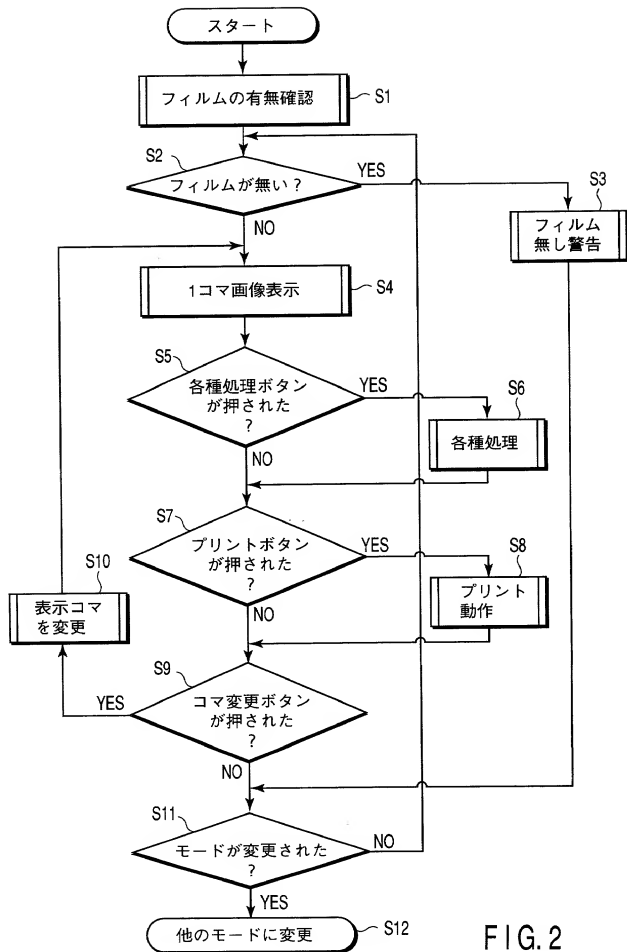 スタート
フィルムの有無確認
S1
S2
フィルムが無い？
YES
NO
S3
フィルム
無し警告
1コマ画像表示
S4
S5
各種処理ボタン
が押された
？
YES
NO
S6
各種処理
S7
プリントボタン
が押された
？
YES
NO
S8
プリント
動作
S10
表示コマ
を変更
S9
コマ変更ボタン
が押された
？
YES
NO
S11
モードが変更された
？
NO
YES
他のモードに変更
S12
FIG. 2